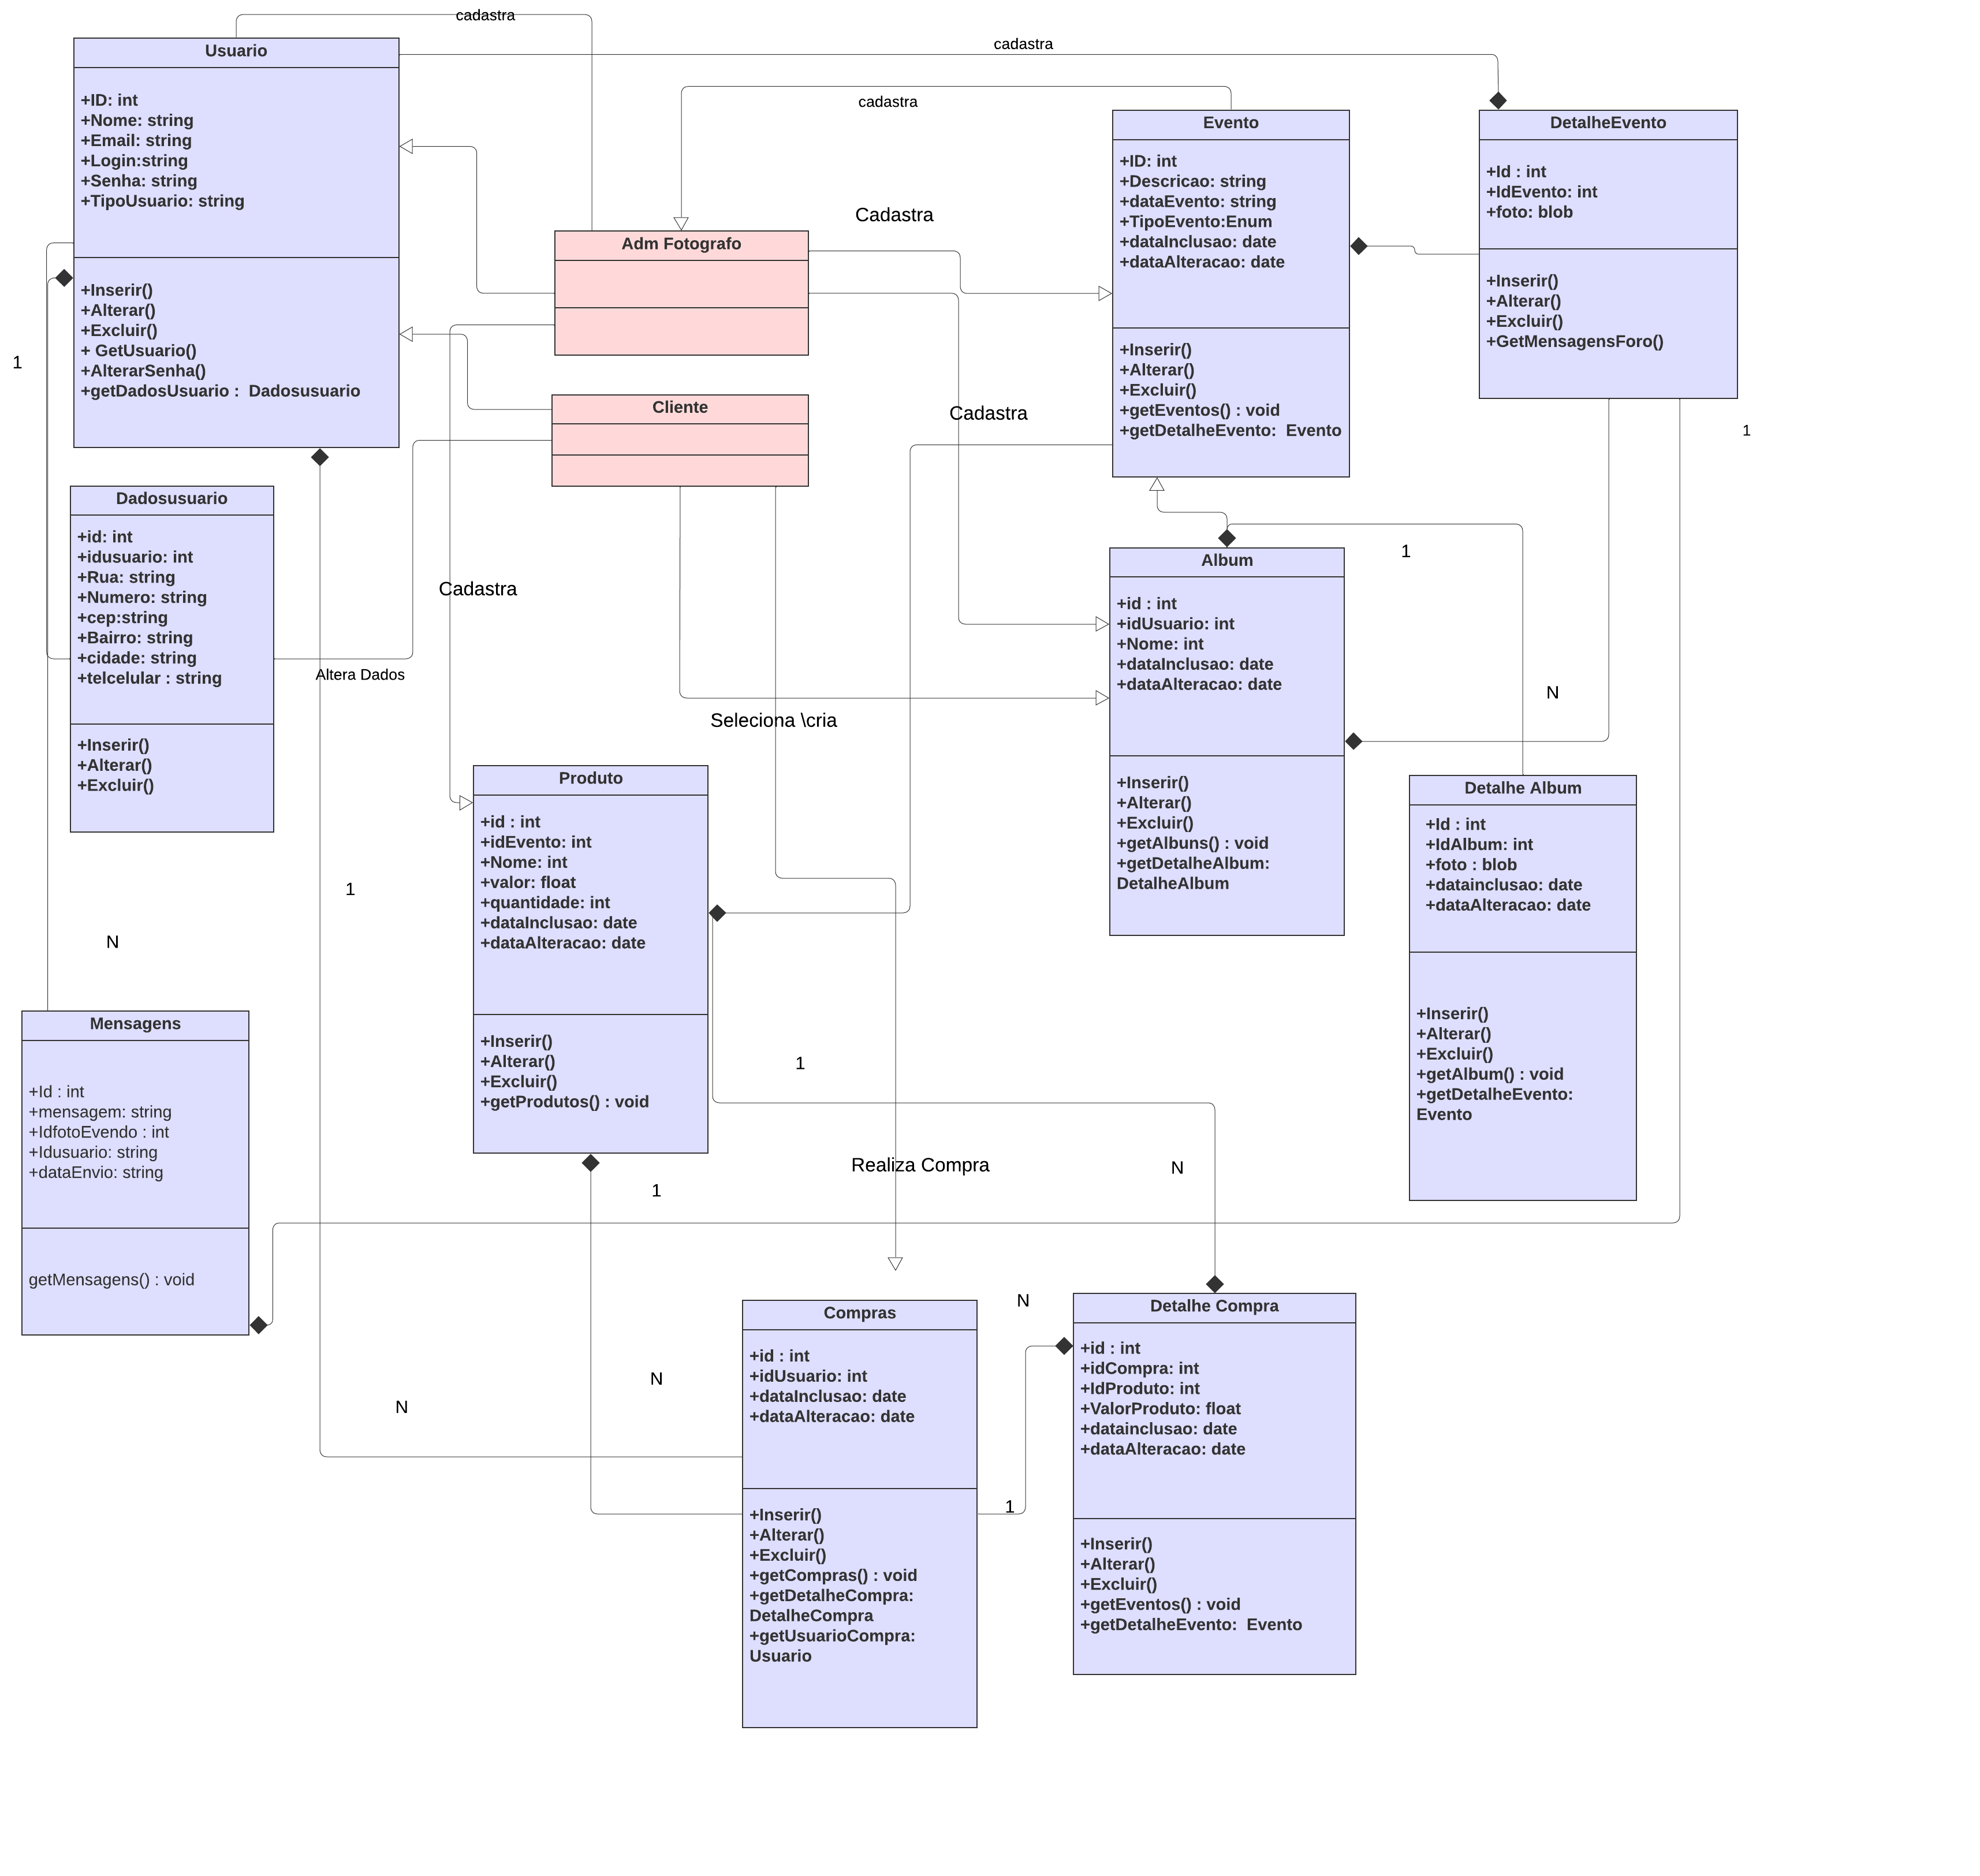 cadastra
cadastra
cadastra
Usuario
+ID: int
+Nome: string
+Email: string
+Login:string
+Senha: string
+TipoUsuario: string
+Inserir()
+Alterar()
+Excluir()
+ GetUsuario()
+AlterarSenha()
+getDadosUsuario :  Dadosusuario
Adm Fotografo
Cadastra
Cliente
Cadastra
Evento
+ID: int
+Descricao: string
+dataEvento: string
+TipoEvento:Enum
+dataInclusao: date
+dataAlteracao: date
+Inserir()
+Alterar()
+Excluir()
+getEventos() : void
+getDetalheEvento:  Evento
DetalheEvento
+Id : int
+IdEvento: int
+foto: blob
+Inserir()
+Alterar()
+Excluir()
+GetMensagensForo()
1
1
Dadosusuario
+id: int
+idusuario: int
+Rua: string
+Numero: string
+cep:string
+Bairro: string
+cidade: string
+telcelular : string
+Inserir()
+Alterar()
+Excluir()
Cadastra
Altera Dados
Seleciona \cria
Album
+id : int
+idUsuario: int
+Nome: int
+dataInclusao: date
+dataAlteracao: date
+Inserir()
+Alterar()
+Excluir()
+getAlbuns() : void
+getDetalheAlbum:
DetalheAlbum
1
N
Detalhe Album
+Id : int
+IdAlbum: int
+foto : blob
+datainclusao: date
+dataAlteracao: date
+Inserir()
+Alterar()
+Excluir()
+getAlbum() : void
+getDetalheEvento:
Evento
Produto
+id : int
+idEvento: int
+Nome: int
+valor: float
+quantidade: int
+dataInclusao: date
+dataAlteracao: date
+Inserir()
+Alterar()
+Excluir()
+getProdutos() : void
1
N
Mensagens
+Id : int
+mensagem: string
+IdfotoEvendo : int
+Idusuario: string
+dataEnvio: string
getMensagens() : void
1
Realiza Compra
N
1
N
N
N
1
Compras
+id : int
+idUsuario: int
+dataInclusao: date
+dataAlteracao: date
+Inserir()
+Alterar()
+Excluir()
+getCompras() : void
+getDetalheCompra:
DetalheCompra
+getUsuarioCompra:
Usuario
Detalhe Compra
+id : int
+idCompra: int
+IdProduto: int
+ValorProduto: float
+datainclusao: date
+dataAlteracao: date
+Inserir()
+Alterar()
+Excluir()
+getEventos() : void
+getDetalheEvento:  Evento